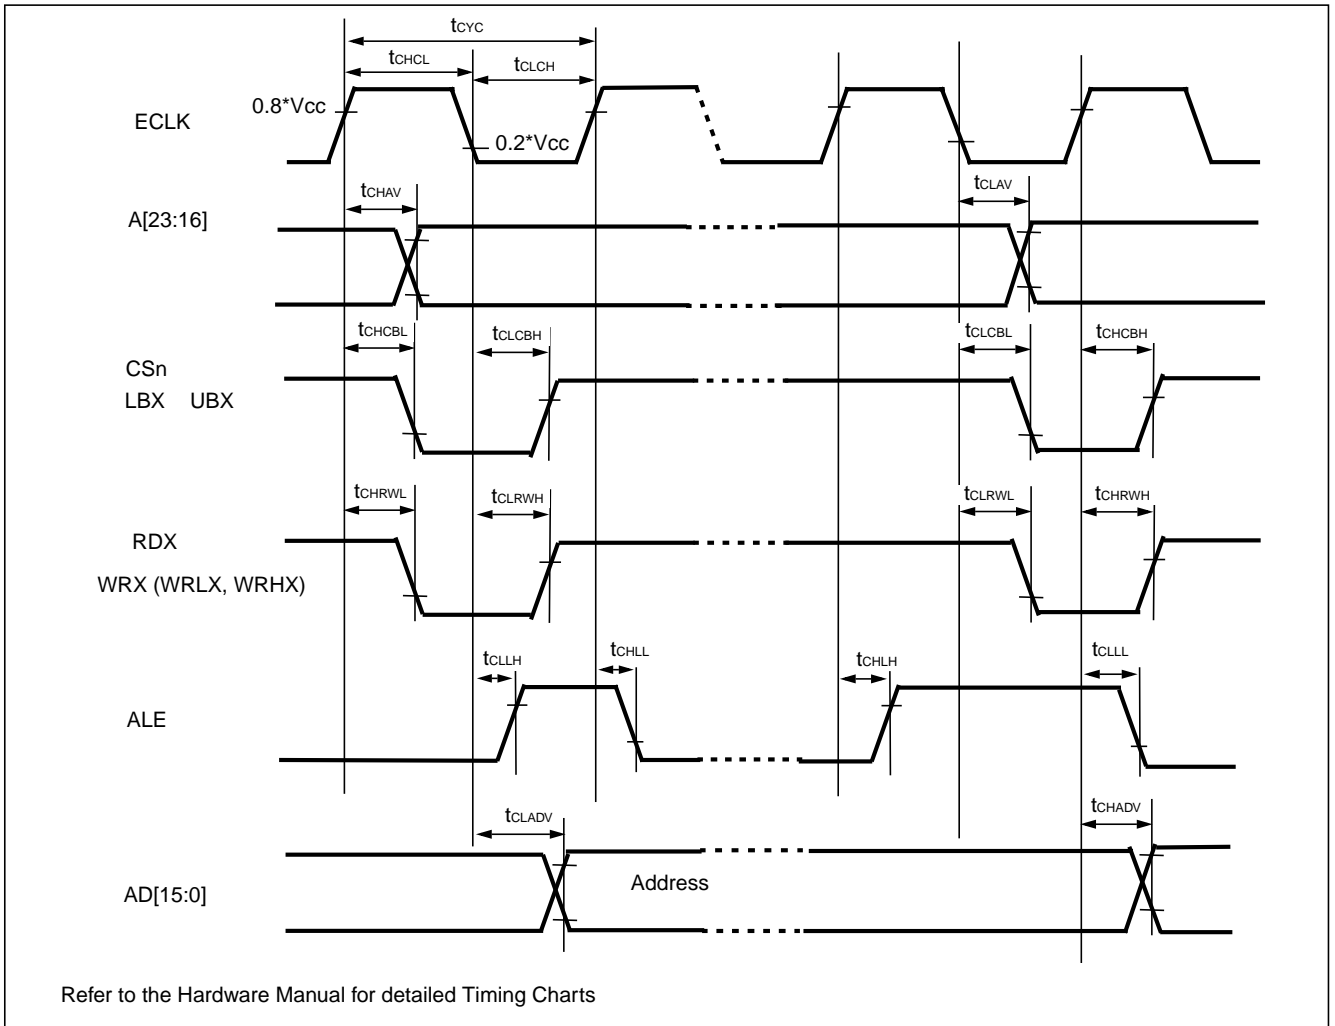 tCYC
tCHCL
tCLCH
0.8*Vcc
ECLK
0.2*Vcc
tCHAV
tCLAV
A[23:16]
tCHCBL
tCLCBH
tCLCBL
tCHCBH
CSn
LBX UBX
tCHRWL
tCLRWH
tCLRWL
tCHRWH
RDX
WRX (WRLX, WRHX)
tCLLH
tCHLL
tCHLH
tCLLL
ALE
tCLADV
tCHADV
Address
AD[15:0]
Refer to the Hardware Manual for detailed Timing Charts